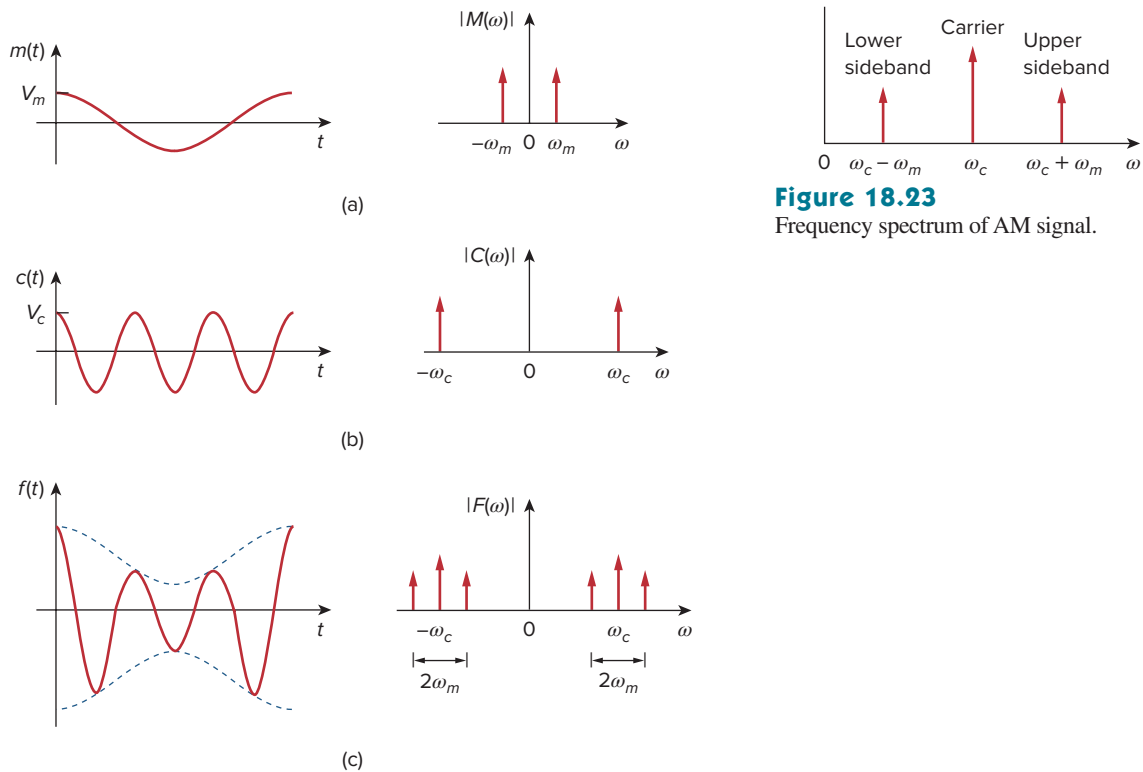 m(t)
V_m
t
|M(ω)|
−ω_m 0 ω_m ω
(a)
c(t)
V_c
t
|C(ω)|
−ω_c 0 ω_c ω
(b)
f(t)
t
|F(ω)|
−ω_c 0 ω_c ω
2ω_m 2ω_m
(c)
Lower
sideband
Carrier
Upper
sideband
0 ω_c − ω_m ω_c ω_c + ω_m ω
Figure 18.23
Frequency spectrum of AM signal.